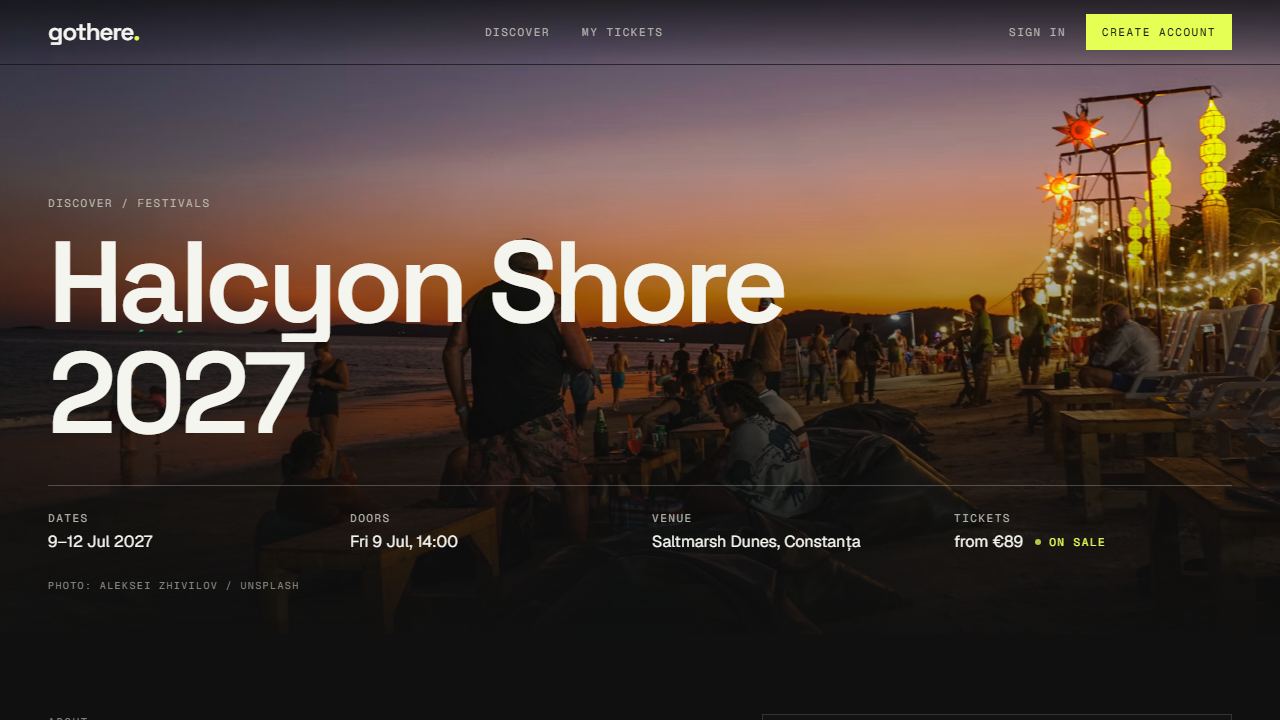 gothere.
DISCOVER
MY TICKETS
SIGN IN
CREATE ACCOUNT
DISCOVER / FESTIVALS
Halcyon Shore
2027
DATES
9–12 Jul 2027
DOORS
Fri 9 Jul, 14:00
VENUE
Saltmarsh Dunes, Constanța
TICKETS
from €89
ON SALE
PHOTO: ALEKSEI ZHIVILOV / UNSPLASH